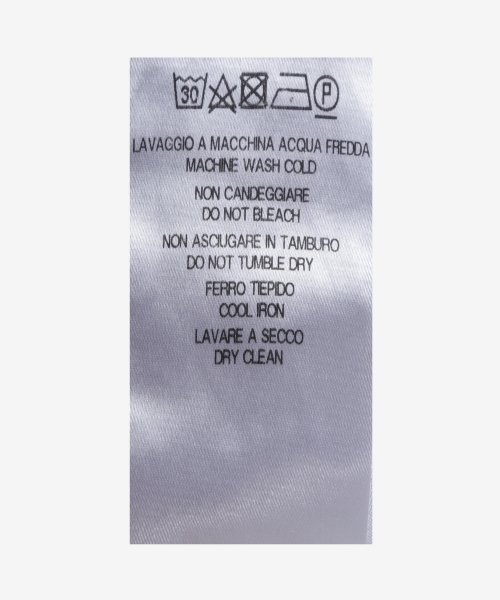 30 P
LAVAGGIO A MACCHINA ACQUA FREDDA
MACHINE WASH COLD
NON CANDEGGIARE
DO NOT BLEACH
NON ASCIUGARE IN TAMBURO
DO NOT TUMBLE DRY
FERRO TIEPIDO
COOL IRON
LAVARE A SECCO
DRY CLEAN